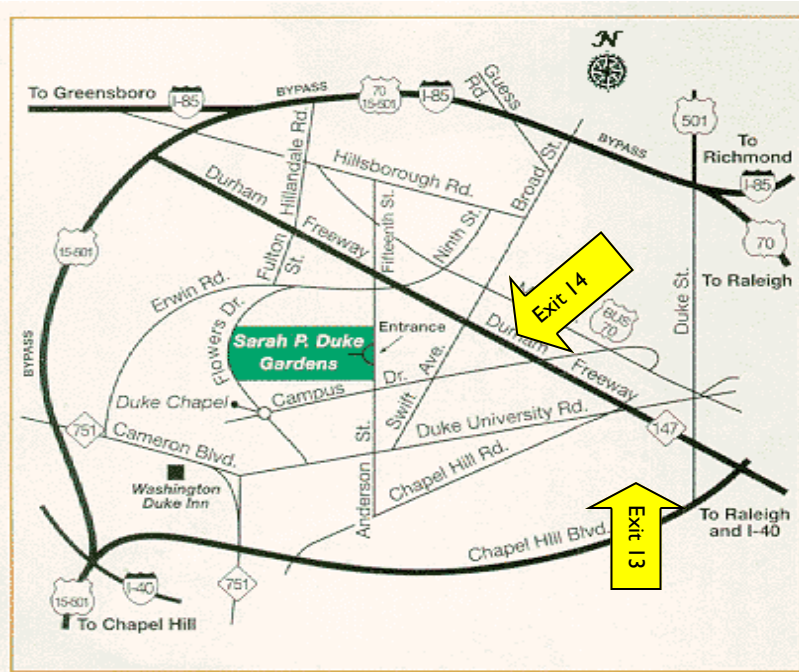 N
To Greensboro
I-85
BYPASS
70
15-501
I-85
Guess
Rd.
501
BYPASS
To
Richmond
I-85
70
To Raleigh
Hillandale Rd.
Hillsborough Rd.
Broad St.
Durham
Freeway
Fifteenth St.
Ninth St.
Fulton
St.
15-501
Erwin Rd.
Flowers Dr.
Exit 14
BUS
70
Duke St.
Sarah P. Duke
Gardens
Entrance
Durham
Freeway
BYPASS
Duke Chapel
Campus
Dr.
Swift
Ave.
751
Cameron Blvd.
Duke University Rd.
147
Washington
Duke Inn
Anderson
St.
Chapel Hill Rd.
Exit 13
To Raleigh
and I-40
Chapel Hill Blvd.
15-501
I-40
751
To Chapel Hill